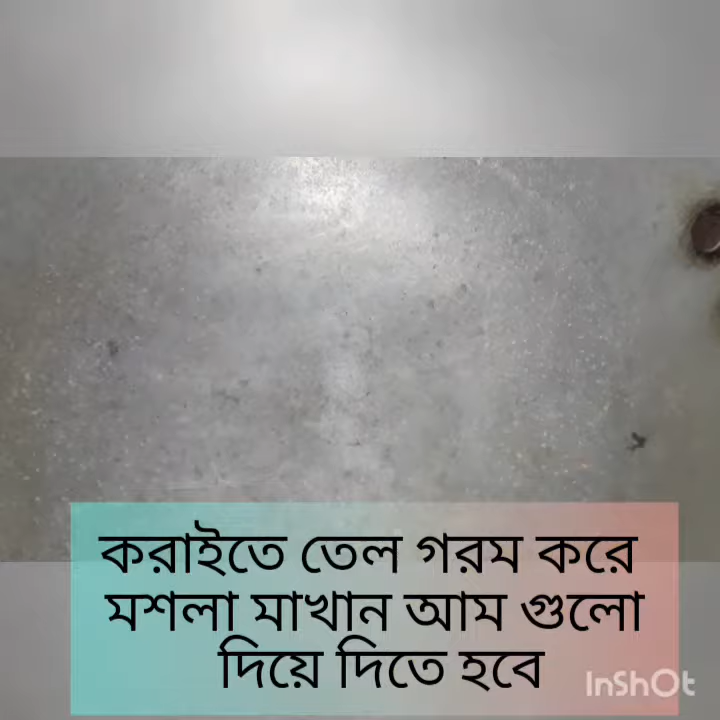 করাইতে তেল গরম করে
মশলা মাখান আম গুলো
দিয়ে দিতে হবে
InShOt